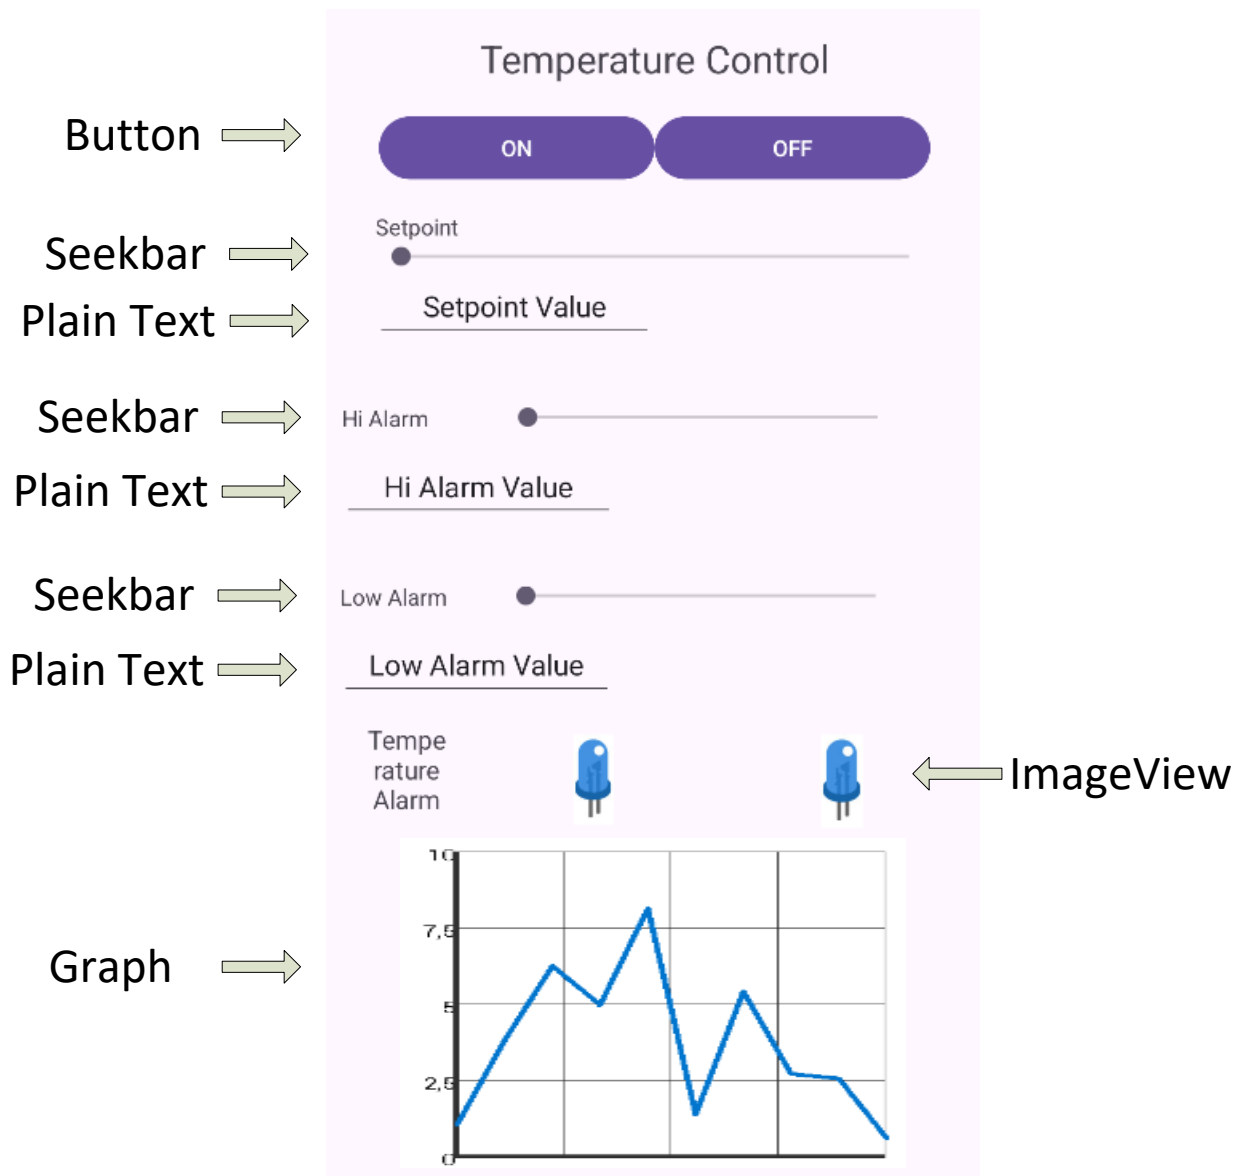 Temperature Control
Button
ON OFF
Setpoint
Seekbar
Plain Text
Setpoint Value
Seekbar
Hi Alarm
Plain Text
Hi Alarm Value
Seekbar
Low Alarm
Plain Text
Low Alarm Value
Tempe
rature
Alarm
ImageView
10
7,5
Graph
5
2,5
0